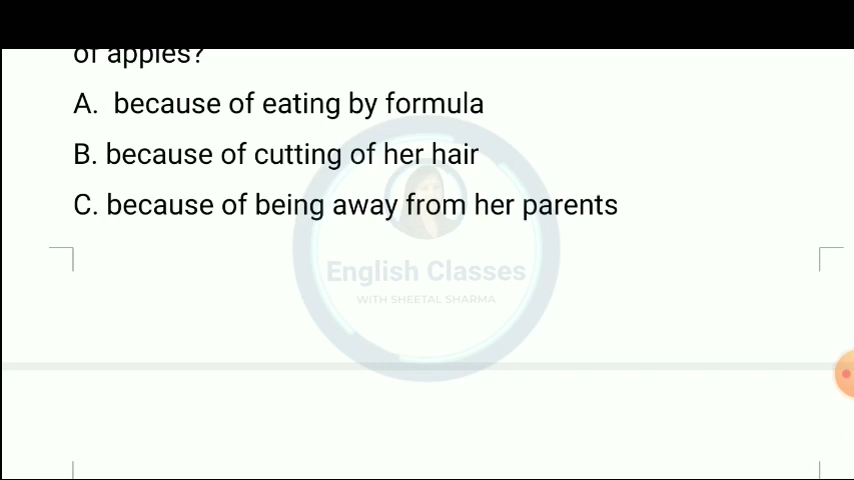 of apples?
A. because of eating by formula
B. because of cutting of her hair
C. because of being away from her parents
English Classes
WITH SHEETAL SHARMA